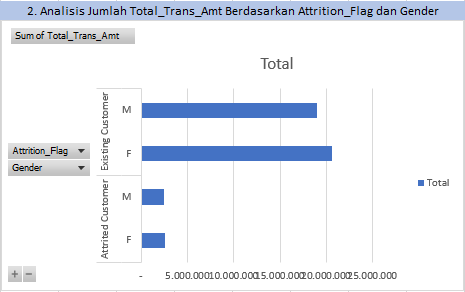 2. Analisis Jumlah Total_Trans_Amt Berdasarkan Attrition_Flag dan Gender
Sum of Total_Trans_Amt
Total
Existing Customer
M
F
Attrited Customer
M
F
Attrition_Flag
Gender
Total
- 5.000.000 10.000.000 15.000.000 20.000.000 25.000.000
+ -